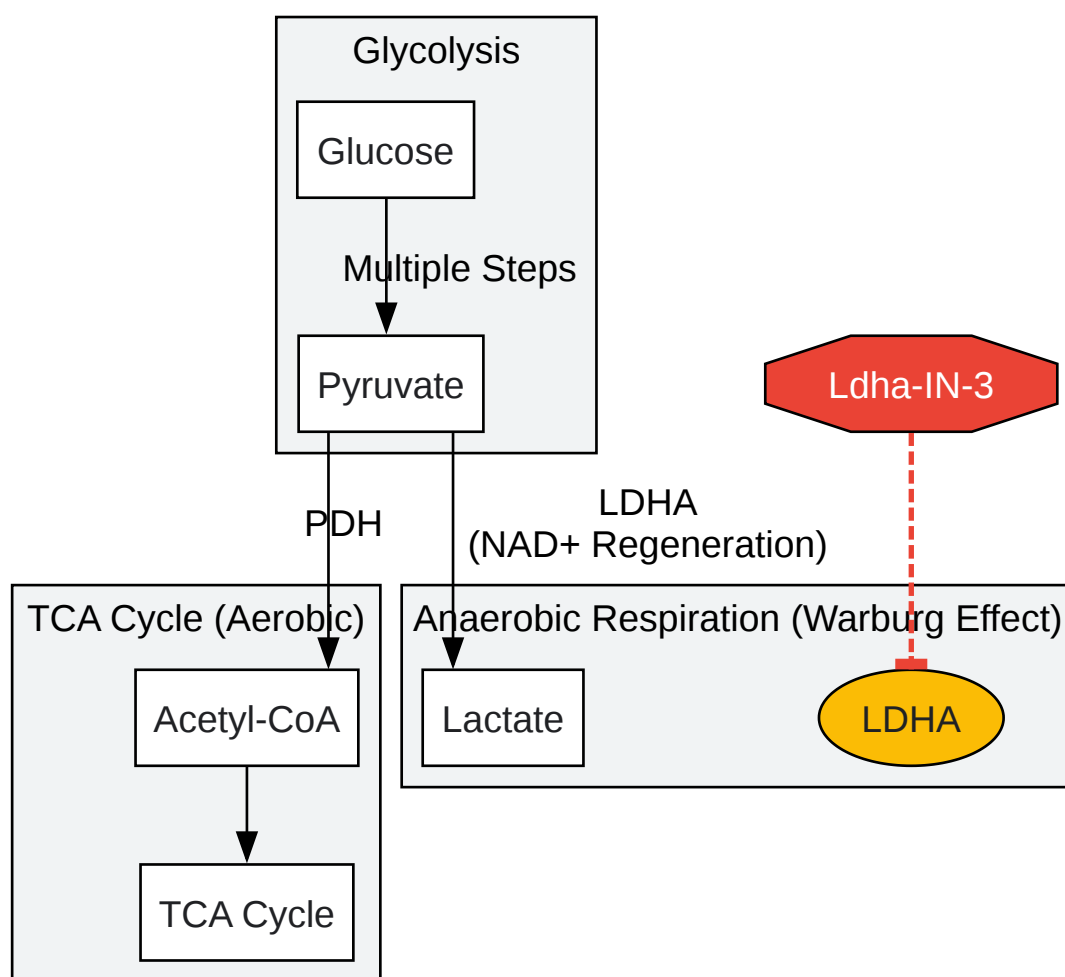 Glycolysis
Glucose
Multiple Steps
Pyruvate
Ldha-IN-3
PDH
LDHA
(NAD+ Regeneration)
TCA Cycle (Aerobic)
Anaerobic Respiration (Warburg Effect)
Acetyl-CoA
Lactate
LDHA
TCA Cycle